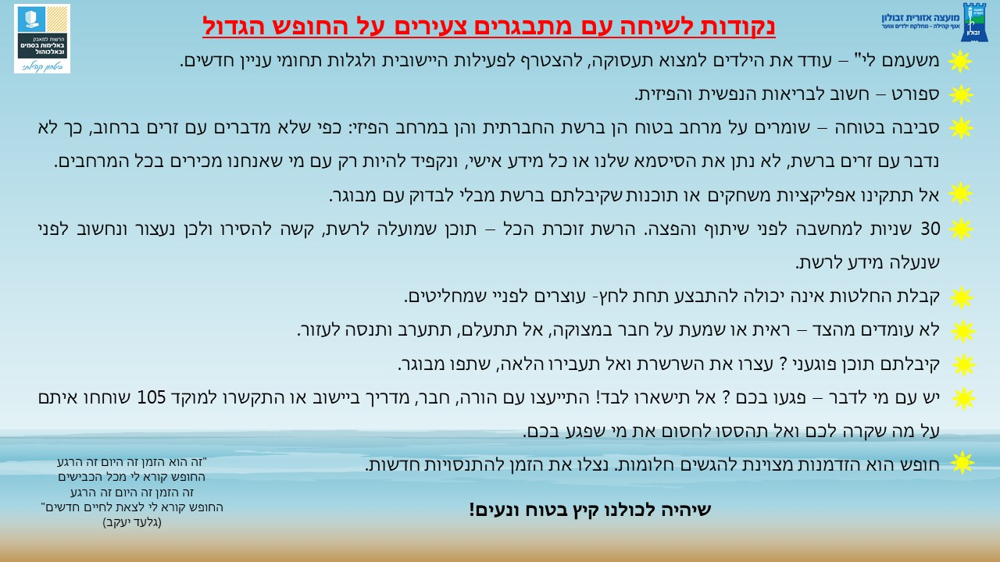 נקודות לשיחה עם מתבגרים צעירים על החופש הגדול
מועצה אזורית זבולון
אגף קהילה - מחלקת ילדים ונוער
זבולון
הרשות למאבק
באלימות בסמים
ובאלכוהול
ביטחון קהילתי
משעמם לי" – עודד את הילדים למצוא תעסוקה, להצטרף לפעילות היישובית ולגלות תחומי עניין חדשים.
ספורט – חשוב לבריאות הנפשית והפיזית.
סביבה בטוחה – שומרים על מרחב בטוח הן ברשת החברתית והן במרחב הפיזי: כפי שלא מדברים עם זרים ברחוב, כך לא
נדבר עם זרים ברשת, לא נתן את הסיסמא שלנו או כל מידע אישי, ונקפיד להיות רק עם מי שאנחנו מכירים בכל המרחבים.
אל תתקינו אפליקציות משחקים או תוכנות שקיבלתם ברשת מבלי לבדוק עם מבוגר.
30 שניות למחשבה לפני שיתוף והפצה. הרשת זוכרת הכל – תוכן שמועלה לרשת, קשה להסירו ולכן נעצור ונחשוב לפני
שנעלה מידע לרשת.
קבלת החלטות אינה יכולה להתבצע תחת לחץ- עוצרים לפניי שמחליטים.
לא עומדים מהצד – ראית או שמעת על חבר במצוקה, אל תתעלם, תתערב ותנסה לעזור.
קיבלתם תוכן פוגעני ? עצרו את השרשרת ואל תעבירו הלאה, שתפו מבוגר.
יש עם מי לדבר – פגעו בכם ? אל תישארו לבד! התייעצו עם הורה, חבר, מדריך ביישוב או התקשרו למוקד 105 שוחחו איתם
על מה שקרה לכם ואל תהססו לחסום את מי שפגע בכם.
חופש הוא הזדמנות מצוינת להגשים חלומות. נצלו את הזמן להתנסויות חדשות.
שיהיה לכולנו קיץ בטוח ונעים!
"זה הוא הזמן זה היום זה הרגע
החופש קורא לי מכל הכבישים
זה הזמן זה היום זה הרגע
החופש קורא לי לצאת לחיים חדשים"
(גלעד יעקב)